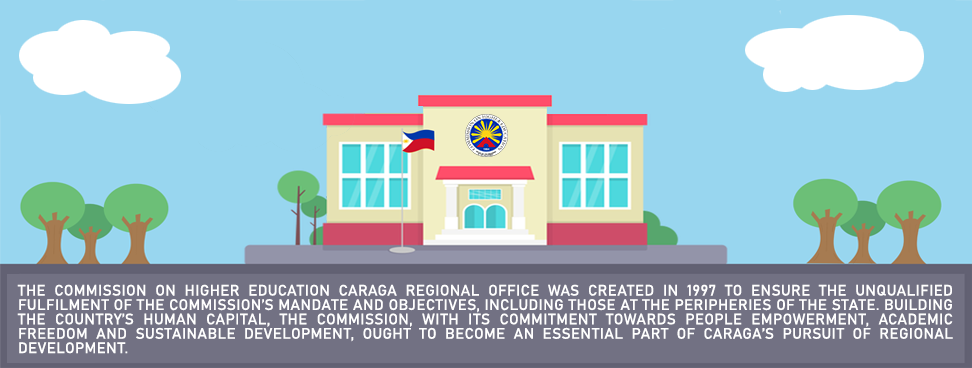 THE COMMISSION ON HIGHER EDUCATION CARAGA REGIONAL OFFICE WAS CREATED IN 1997 TO ENSURE THE UNQUALIFIED
FULFILMENT OF THE COMMISSION'S MANDATE AND OBJECTIVES, INCLUDING THOSE AT THE PERIPHERIES OF THE STATE. BUILDING
THE COUNTRY'S HUMAN CAPITAL, THE COMMISSION, WITH ITS COMMITMENT TOWARDS PEOPLE EMPOWERMENT, ACADEMIC
FREEDOM AND SUSTAINABLE DEVELOPMENT, OUGHT TO BECOME AN ESSENTIAL PART OF CARAGA'S PURSUIT OF REGIONAL
DEVELOPMENT.